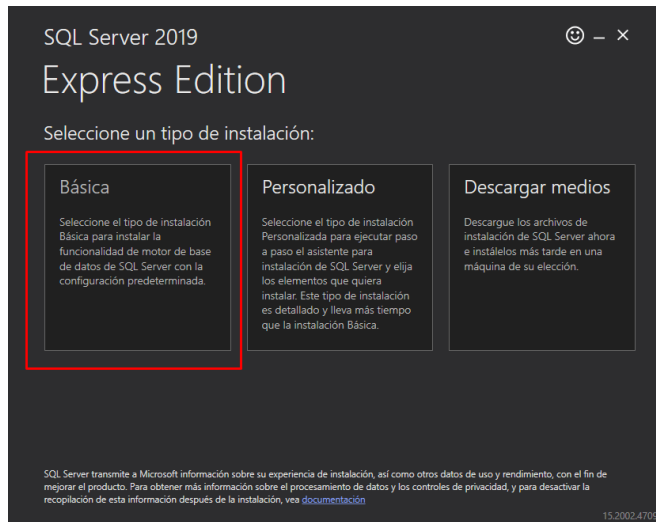 SQL Server 2019
Express Edition
Seleccione un tipo de instalación:
Básica
Seleccione el tipo de instalación
Básica para instalar la
funcionalidad de motor de base
de datos de SQL Server con la
configuración predeterminada.
Personalizado
Seleccione el tipo de instalación
Personalizada para ejecutar paso
a paso el asistente para
instalación de SQL Server y elija
los elementos que quiera
instalar. Este tipo de instalación
es detallado y lleva más tiempo
que la instalación Básica.
Descargar medios
Descargue los archivos de
instalación de SQL Server ahora
e instálelos más tarde en una
máquina de su elección.
SQL Server transmite a Microsoft información sobre su experiencia de instalación, así como otros datos de uso y rendimiento, con el fin de
mejorar el producto. Para obtener más información sobre el procesamiento de datos y los controles de privacidad, y para desactivar la
recopilación de esta información después de la instalación, vea documentación
15.2002.4709